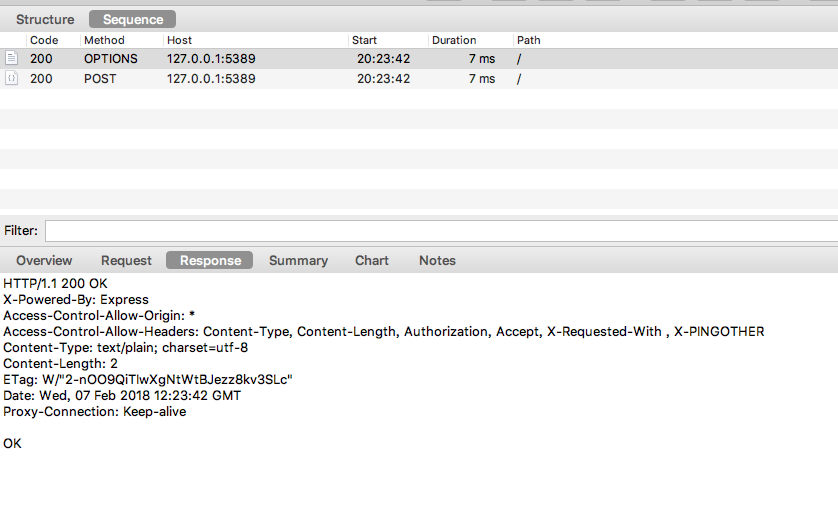 Structure Sequence
Code Method Host Start Duration Path
200 OPTIONS 127.0.0.1:5389 20:23:42 7 ms /
200 POST 127.0.0.1:5389 20:23:42 7 ms /
Filter:
Overview Request Response Summary Chart Notes
HTTP/1.1 200 OK
X-Powered-By: Express
Access-Control-Allow-Origin: *
Access-Control-Allow-Headers: Content-Type, Content-Length, Authorization, Accept, X-Requested-With , X-PINGOTHER
Content-Type: text/plain; charset=utf-8
Content-Length: 2
ETag: W/"2-nOO9QiTIwXgNtWtBJezz8kv3SLc"
Date: Wed, 07 Feb 2018 12:23:42 GMT
Proxy-Connection: Keep-alive
OK